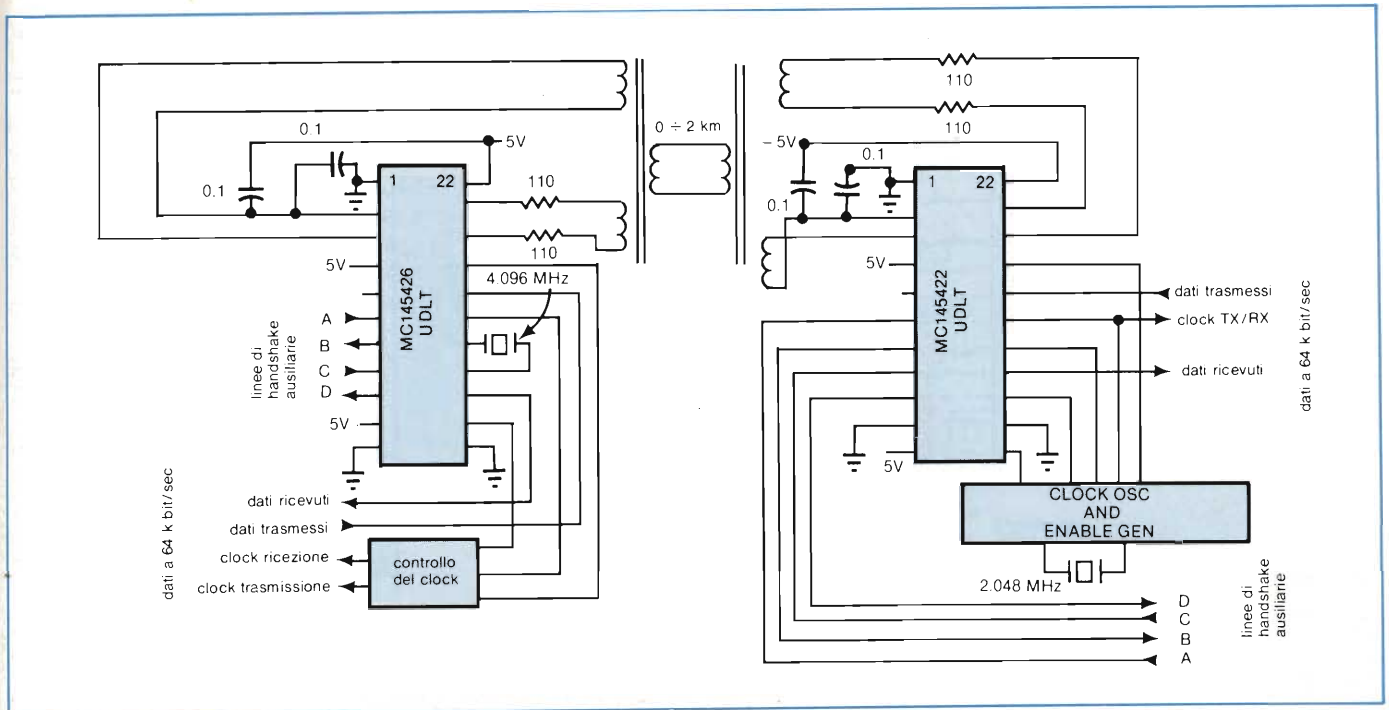 110
110
0 ÷ 2 km
0.1
0.1
5V
1
22
110
110
4.096 MHz
MC145426
UDLT
5V
A
B
C
D
linee di
handshake
ausiliarie
5V
dati ricevuti
dati trasmessi
clock ricezione
clock trasmissione
dati a 64 k bit/sec
controllo
del clock
– 5V
0.1
0.1
1
22
MC145422
UDLT
5V
5V
dati trasmessi
clock TX/RX
dati ricevuti
dati a 64 k bit/sec
CLOCK OSC
AND
ENABLE GEN
2.048 MHz
D
C
B
A
linee di
handshake
ausiliarie